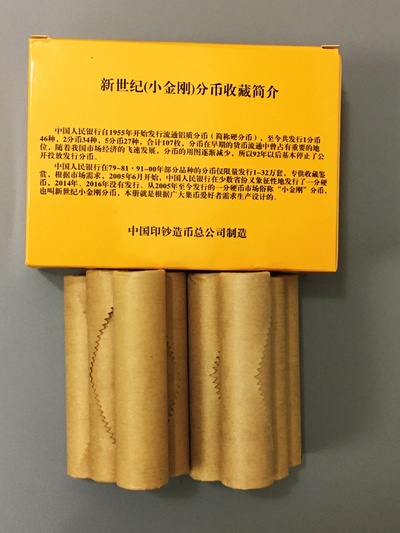 新世纪(小金刚)分币收藏简介
中国人民银行自1955年开始发行流通铝质分币（简称硬分币），至今共发行1分币
46种，2分币34种，5分币27种，合计107枚，分币在早期的货币流通中曾占有重要的地
位，随着我国市场经济的飞速发展，分币的用图逐渐减少，所以92年以后基本停止了公
开投放发行分币.
中国人民银行在79-81·91-00年部分品种的分币仅限量发行1-32万套，专供收藏鉴
赏，根据市场需求，2005年6月开始，中国人民银行在少数省份又象征性地发行了一分硬
币，2014年、2016年没有发行。从2005年至今发行的一分硬币市场俗称“小金刚”分币，
也叫新世纪小金刚分币。本册就是根据广大集币爱好者需求生产设计的.
中国印钞造币总公司制造